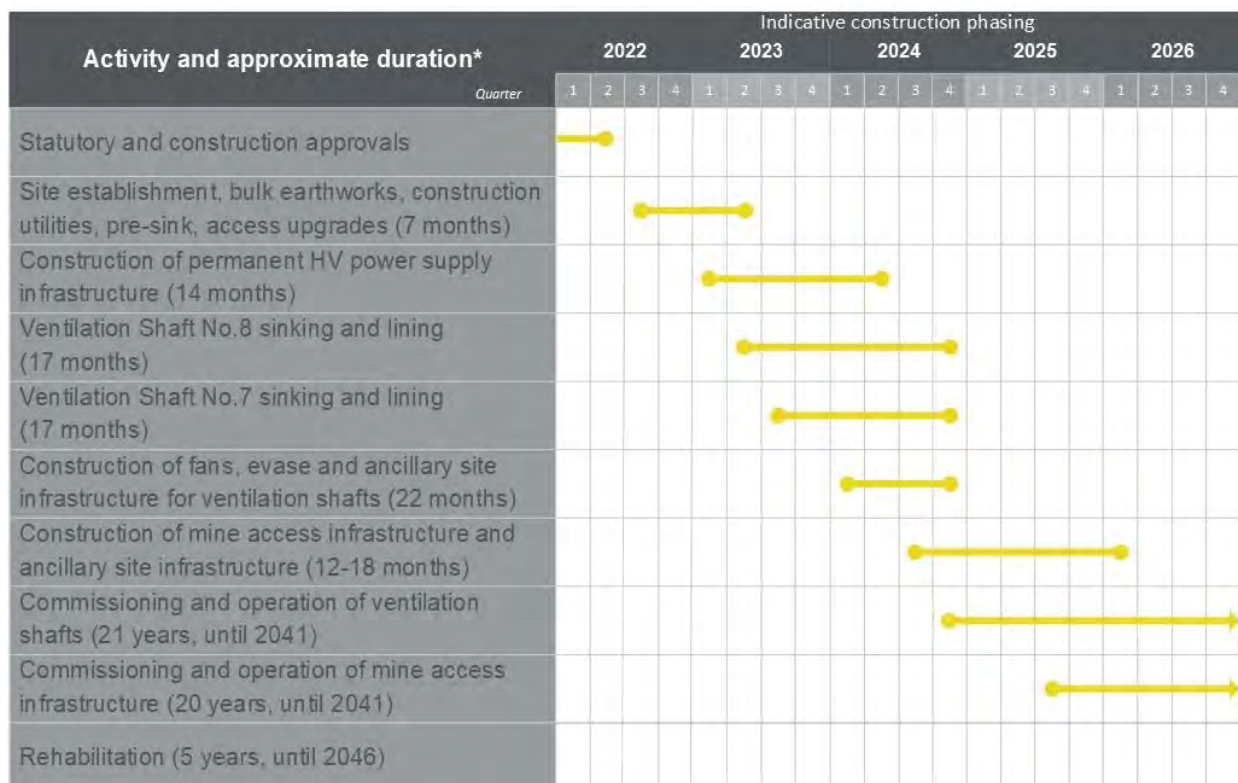 Indicative construction phasing
Activity and approximate duration*
2022 2023 2024 2025 2026
Quarter
1 2 3 4 1 2 3 4 1 2 3 4 1 2 3 4 1 2 3 4
Statutory and construction approvals
Site establishment, bulk earthworks, construction
utilities, pre-sink, access upgrades (7 months)
Construction of permanent HV power supply
infrastructure (14 months)
Ventilation Shaft No.8 sinking and lining
(17 months)
Ventilation Shaft No.7 sinking and lining
(17 months)
Construction of fans, evase and ancillary site
infrastructure for ventilation shafts (22 months)
Construction of mine access infrastructure and
ancillary site infrastructure (12-18 months)
Commissioning and operation of ventilation
shafts (21 years, until 2041)
Commissioning and operation of mine access
infrastructure (20 years, until 2041)
Rehabilitation (5 years, until 2046)